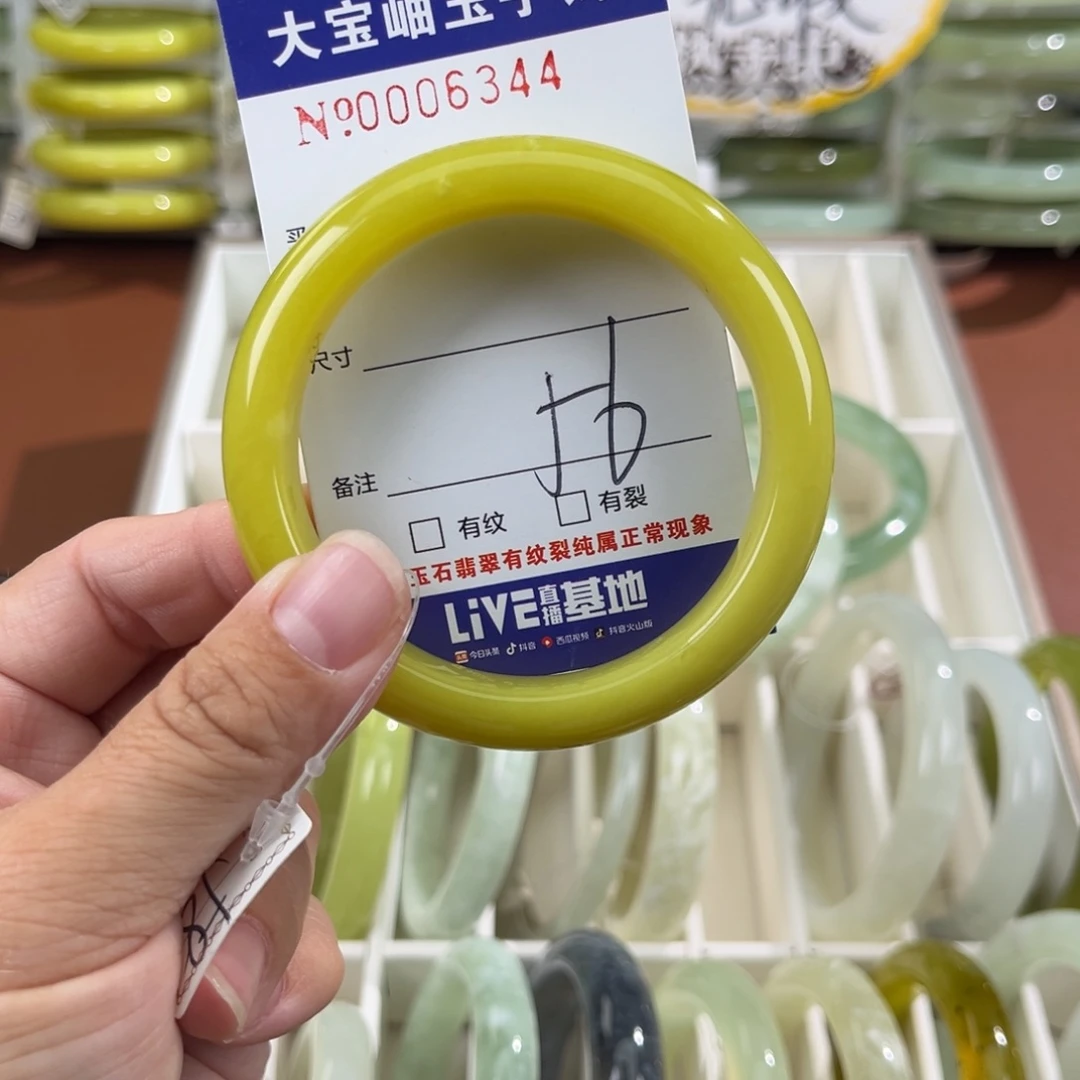 大宝岫玉手
№0006344
尺寸
56
备注
□ 有纹 □ 有裂
玉石翡翠有纹裂纯属正常现象
LiVE直播基地
今日头条 抖音 西瓜视频 抖音火山版